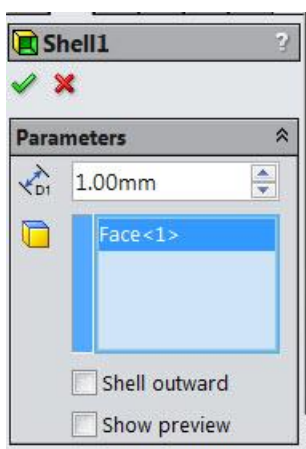 Shell1
?
Parameters
D1
1.00mm
Face<1>
Shell outward
Show preview